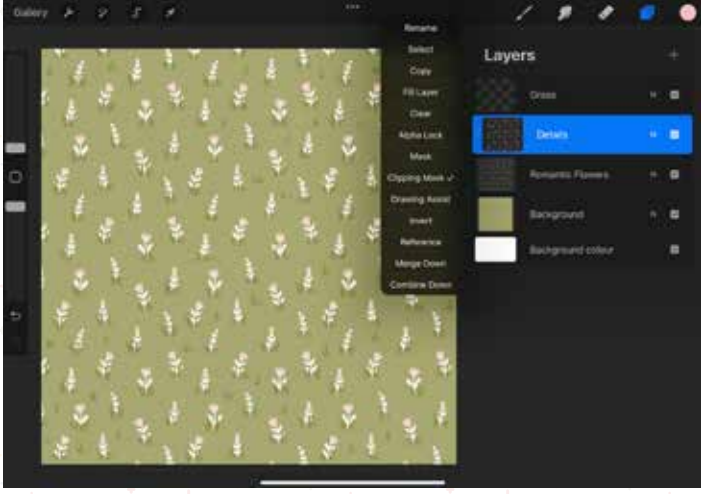 Gallery
Rename
Select
Copy
Fill Layer
Clear
Alpha Lock
Mask
Clipping Mask ✓
Drawing Assist
Invert
Reference
Merge Down
Combine Down
Layers
Grass
N
Details
N
Romantic Flowers
N
Background
N
Background colour